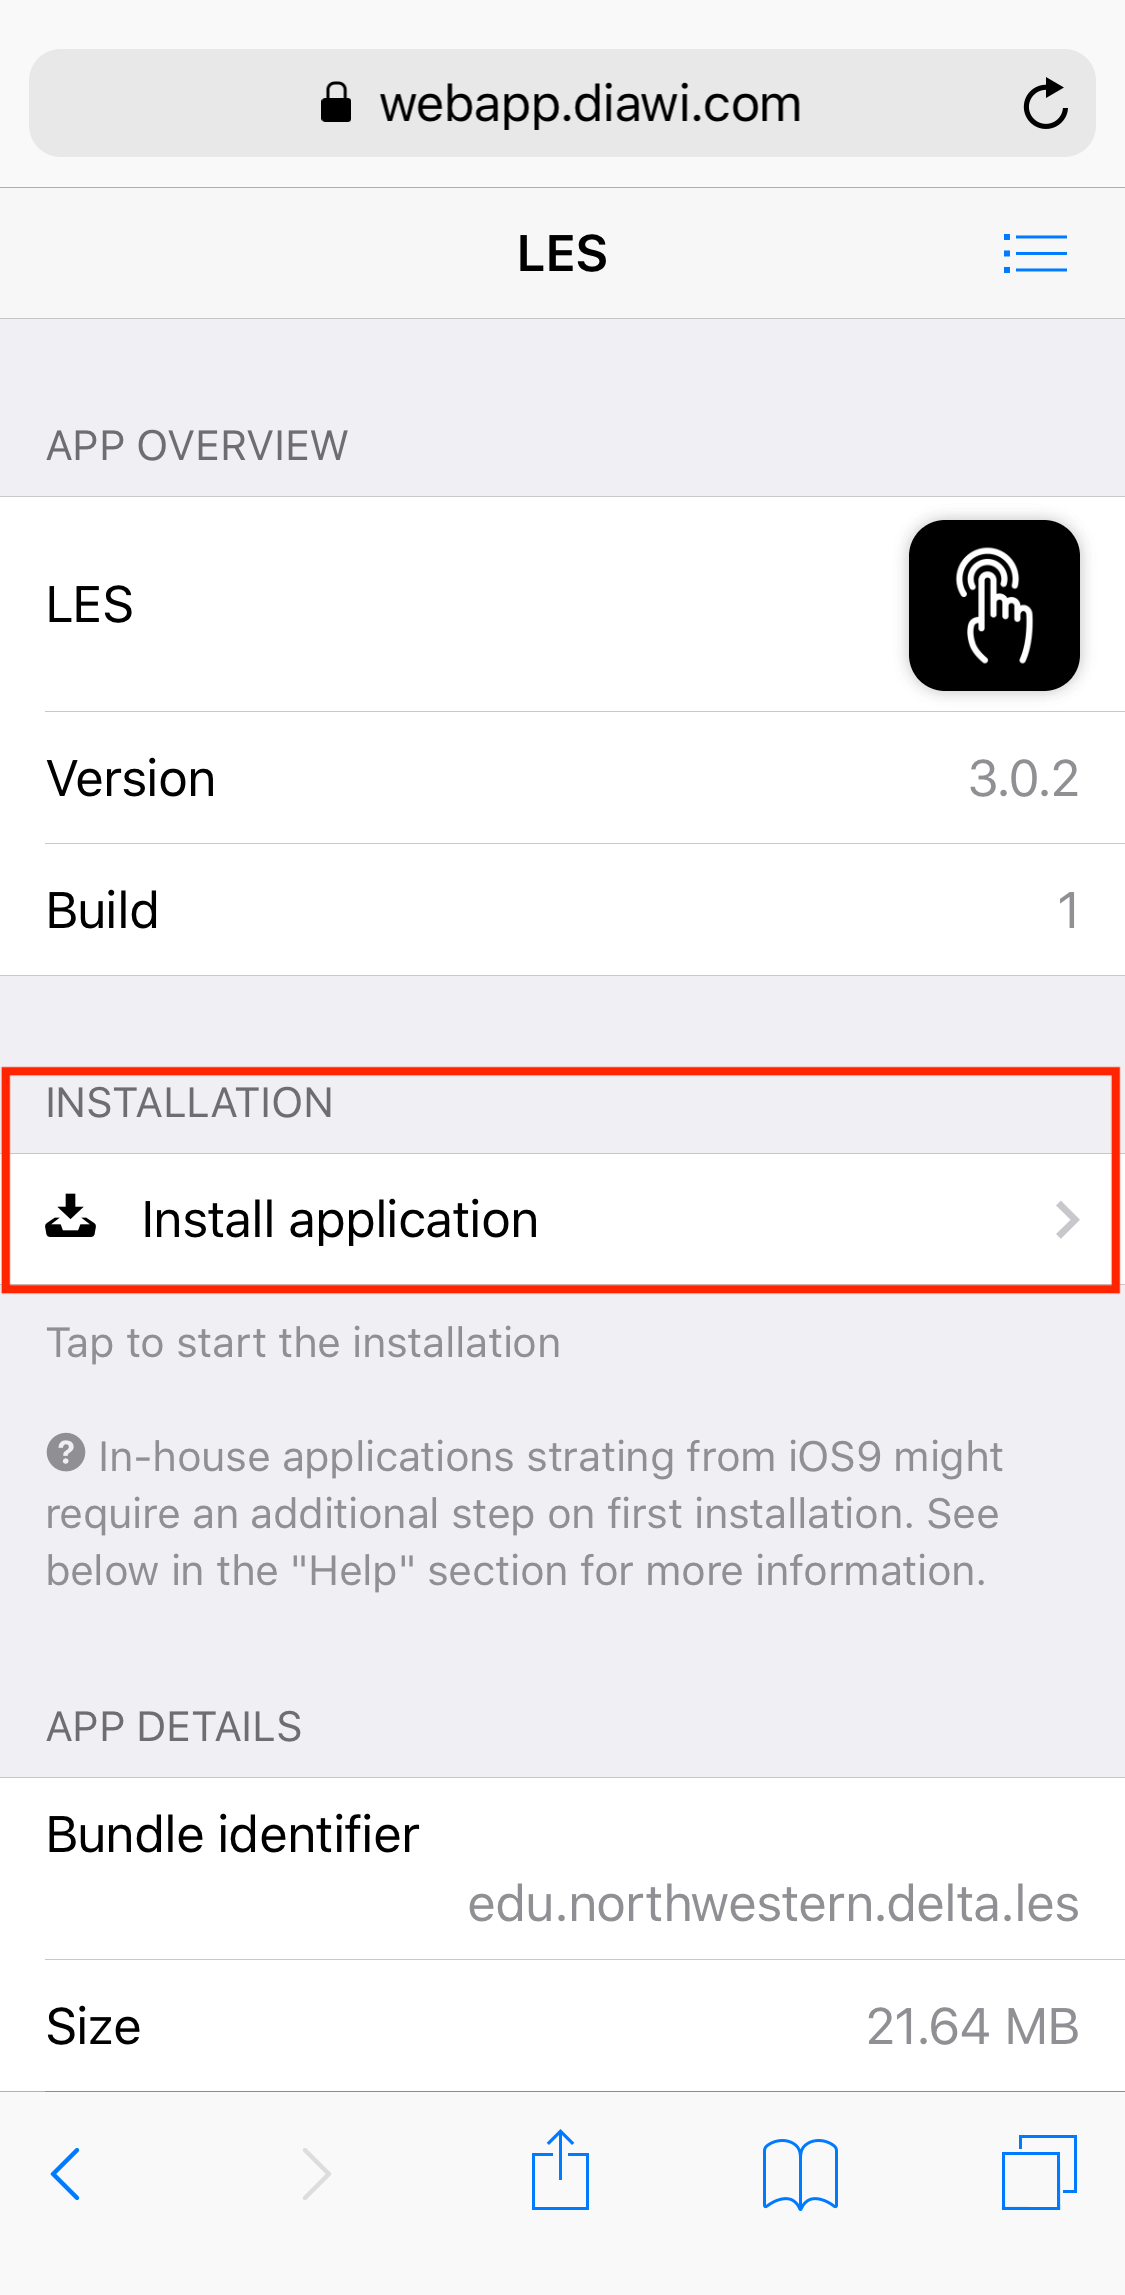 webapp.diawi.com
LES
APP OVERVIEW
LES
Version 3.0.2
Build 1
INSTALLATION
Install application
Tap to start the installation
? In-house applications strating from iOS9 might
require an additional step on first installation. See
below in the "Help" section for more information.
APP DETAILS
Bundle identifier
edu.northwestern.delta.les
Size 21.64 MB